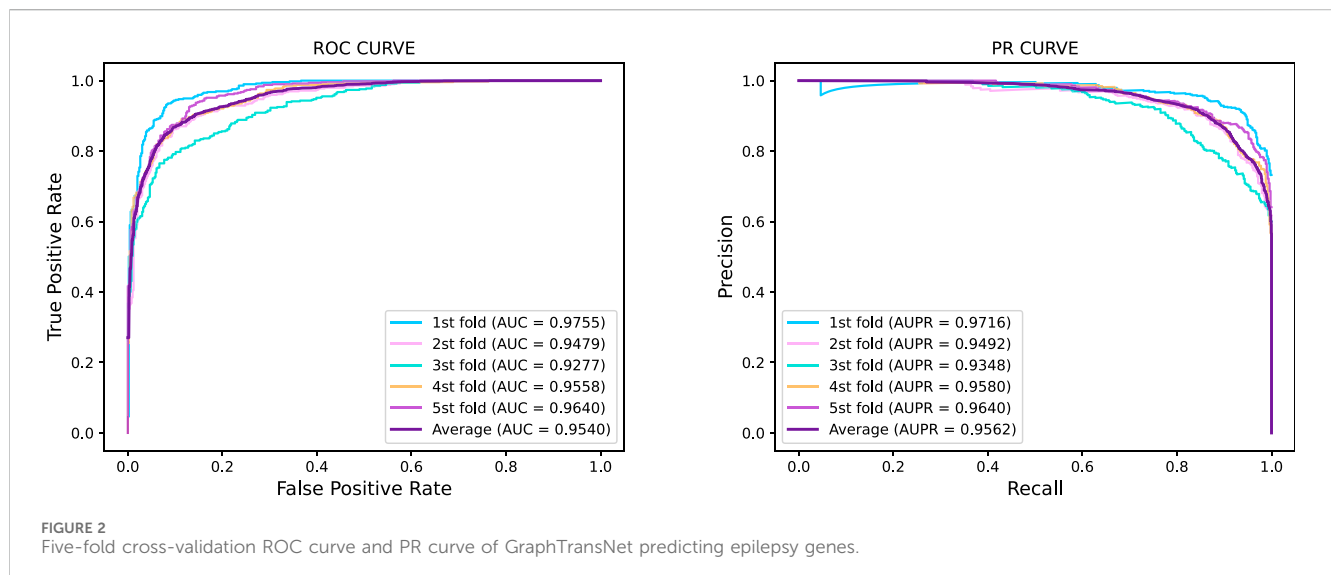 ROC CURVE
1.0
0.8
0.6
0.4
0.2
0.0
True Positive Rate
1st fold (AUC = 0.9755)
2st fold (AUC = 0.9479)
3st fold (AUC = 0.9277)
4st fold (AUC = 0.9558)
5st fold (AUC = 0.9640)
Average (AUC = 0.9540)
0.0 0.2 0.4 0.6 0.8 1.0
False Positive Rate
PR CURVE
1.0
0.8
0.6
0.4
0.2
0.0
Precision
1st fold (AUPR = 0.9716)
2st fold (AUPR = 0.9492)
3st fold (AUPR = 0.9348)
4st fold (AUPR = 0.9580)
5st fold (AUPR = 0.9640)
Average (AUPR = 0.9562)
0.0 0.2 0.4 0.6 0.8 1.0
Recall
FIGURE 2
Five-fold cross-validation ROC curve and PR curve of GraphTransNet predicting epilepsy genes.